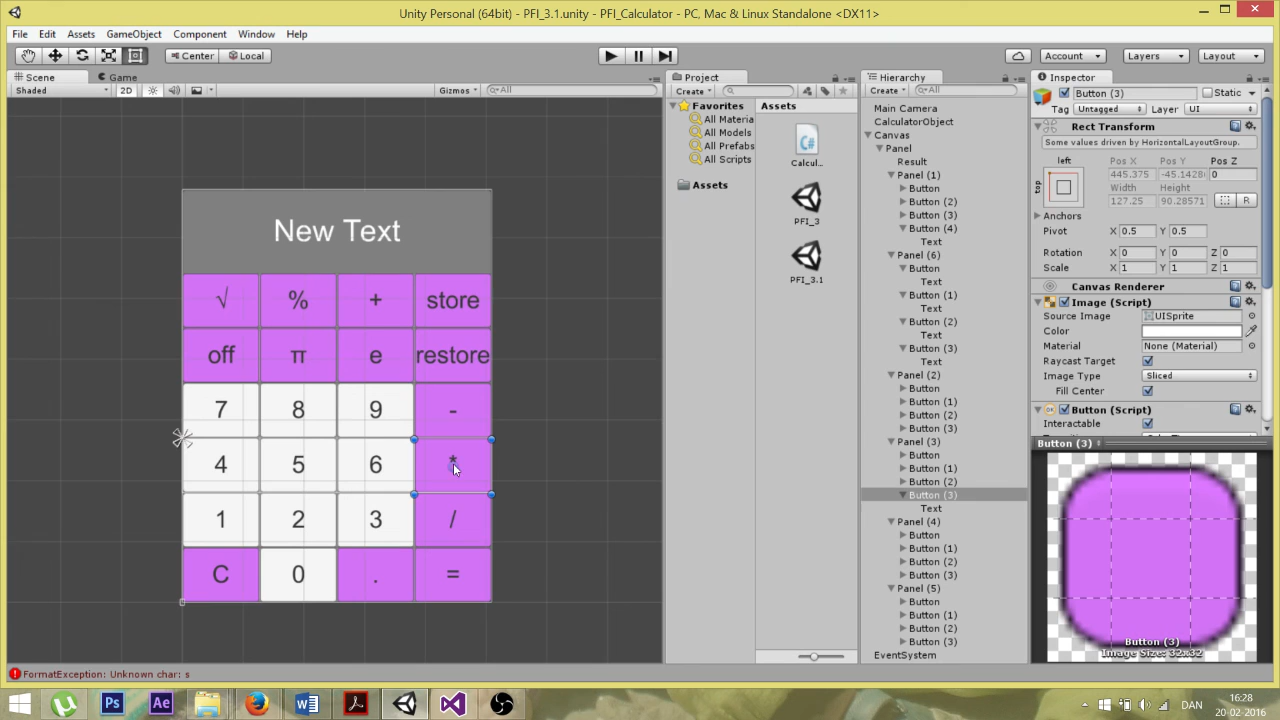 Unity Personal (64bit) - PFI_3.1.unity - PFI_Calculator - PC, Mac & Linux Standalone <DX11>
File Edit Assets GameObject Component Window Help
Center Local Account Layers Layout
Scene Game
Shaded 2D Gizmos All
New Text
√ % + store
off π e restore
7 8 9 -
4 5 6 *
1 2 3 /
C 0 . =
Project
Create
Favorites
All Materia
All Models
All Prefabs
All Scripts
Assets
Assets
Calcul...
PFI_3
PFI_3.1
Hierarchy
Create All
Main Camera
CalculatorObject
Canvas
Panel
Result
Panel (1)
Button
Button (2)
Button (3)
Button (4)
Text
Panel (6)
Button
Text
Button (1)
Text
Button (2)
Text
Button (3)
Text
Panel (2)
Button
Button (1)
Button (2)
Button (3)
Panel (3)
Button
Button (1)
Button (2)
Button (3)
Text
Panel (4)
Button
Button (1)
Button (2)
Button (3)
Panel (5)
Button
Button (1)
Button (2)
Button (3)
EventSystem
Inspector
Button (3) Static
Tag Untagged Layer UI
Rect Transform
Some values driven by HorizontalLayoutGroup.
left Pos X Pos Y Pos Z
top 445.375 -45.1428 0
Width Height
127.25 90.28571 R
Anchors
Pivot X 0.5 Y 0.5
Rotation X 0 Y 0 Z 0
Scale X 1 Y 1 Z 1
Canvas Renderer
Image (Script)
Source Image UISprite
Color
Material None (Material)
Raycast Target
Image Type Sliced
Fill Center
Button (Script)
Interactable
Button (3)
Button (3)
Image Size: 32x32
FormatException: Unknown char: s
DAN 16:28
20-02-2016